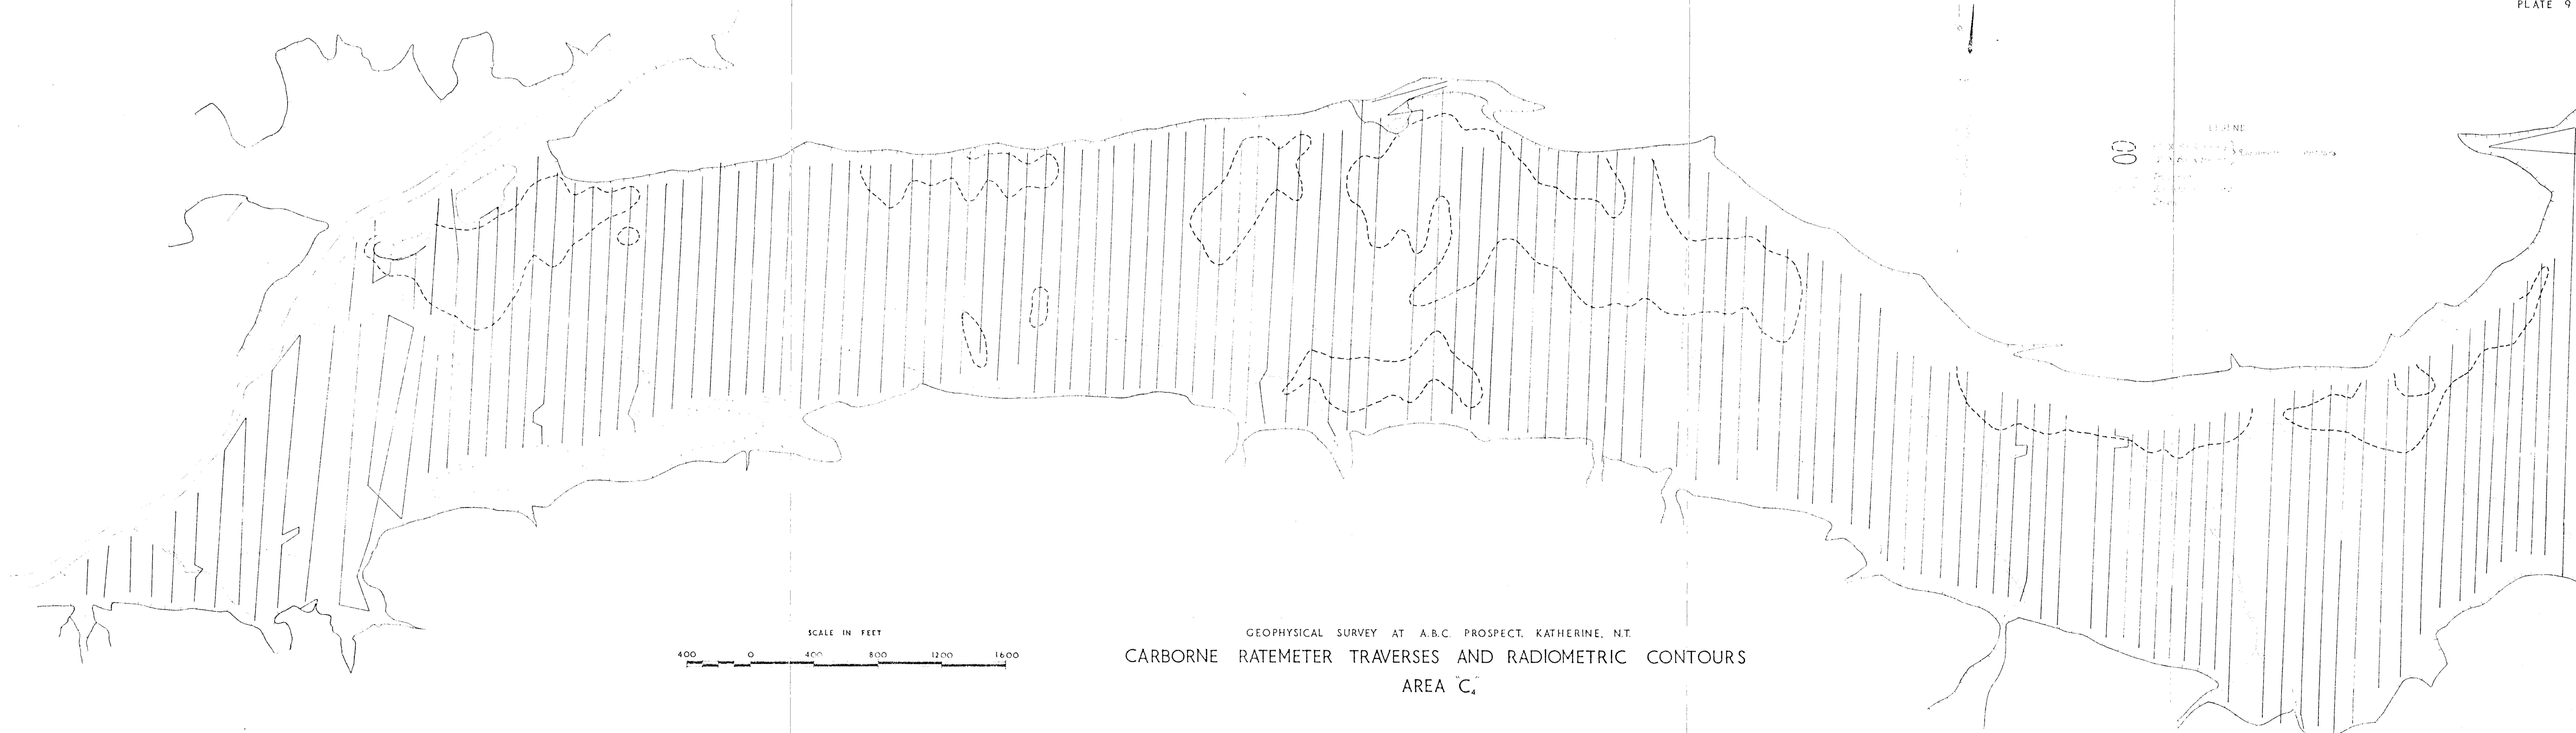 PLATE 9
LEGEND
SCALE IN FEET
400 0 400 800 1200 1600
GEOPHYSICAL SURVEY AT A.B.C. PROSPECT, KATHERINE, N.T.
CARBORNE RATEMETER TRAVERSES AND RADIOMETRIC CONTOURS
AREA "C₄"